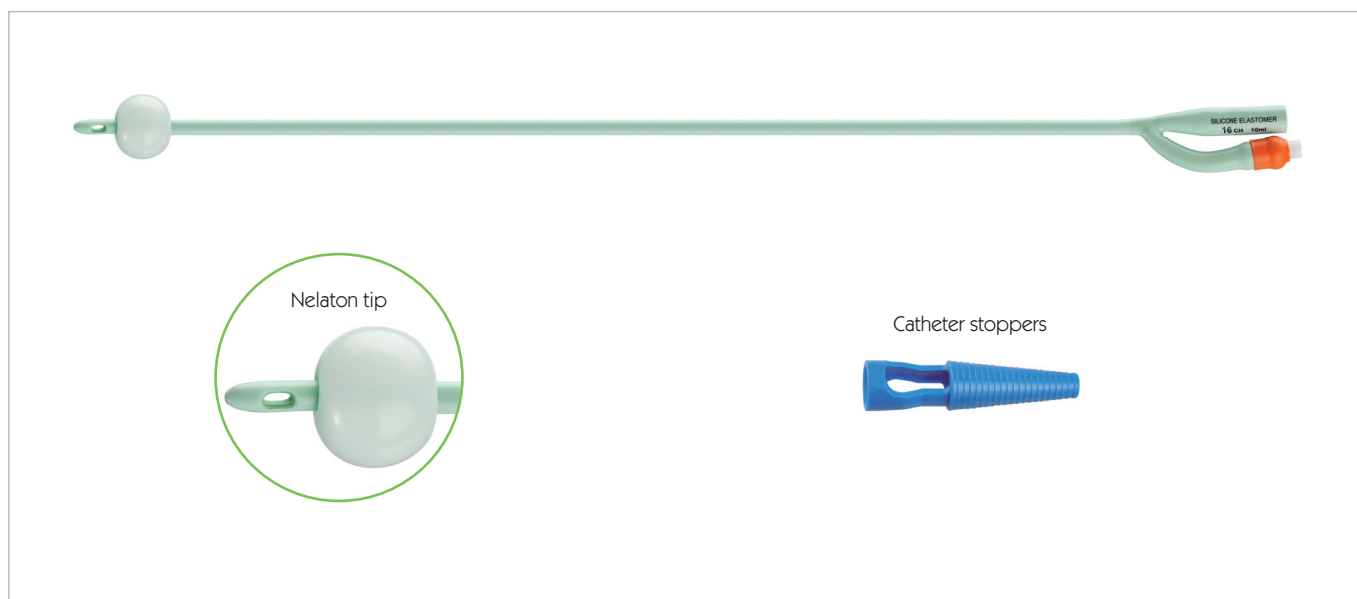 SILICONE ELASTOMER
16 CH 10ml
Nelaton tip
Catheter stoppers